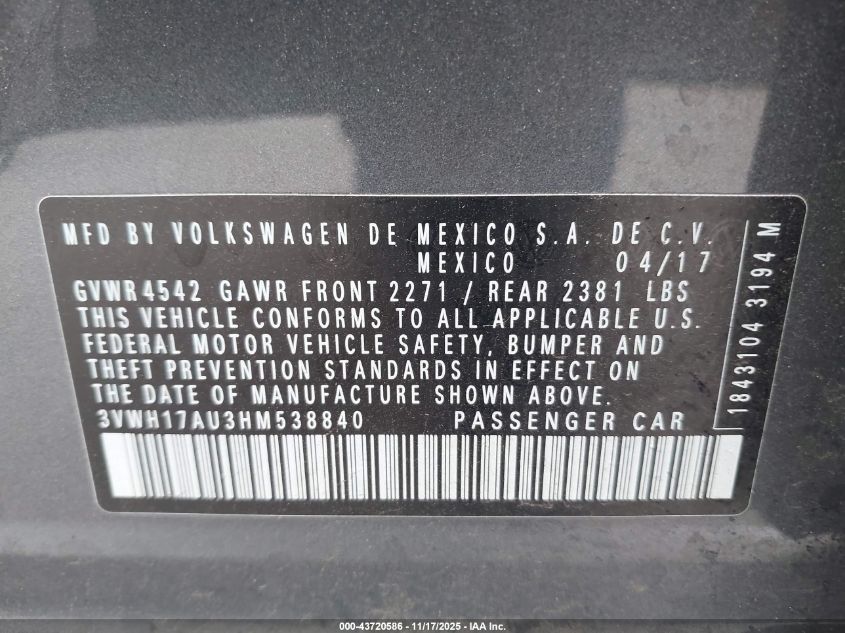 MFD BY VOLKSWAGEN DE MEXICO S.A. DE C.V.
MEXICO 04/17
GVWR4542 GAWR FRONT 2271 / REAR 2381 LBS
THIS VEHICLE CONFORMS TO ALL APPLICABLE U.S.
FEDERAL MOTOR VEHICLE SAFETY, BUMPER AND
THEFT PREVENTION STANDARDS IN EFFECT ON
THE DATE OF MANUFACTURE SHOWN ABOVE.
3VWH17AU3HM538840 PASSENGER CAR
1843104 3194 M
000-43720586 - 11/17/2025 - IAA Inc.